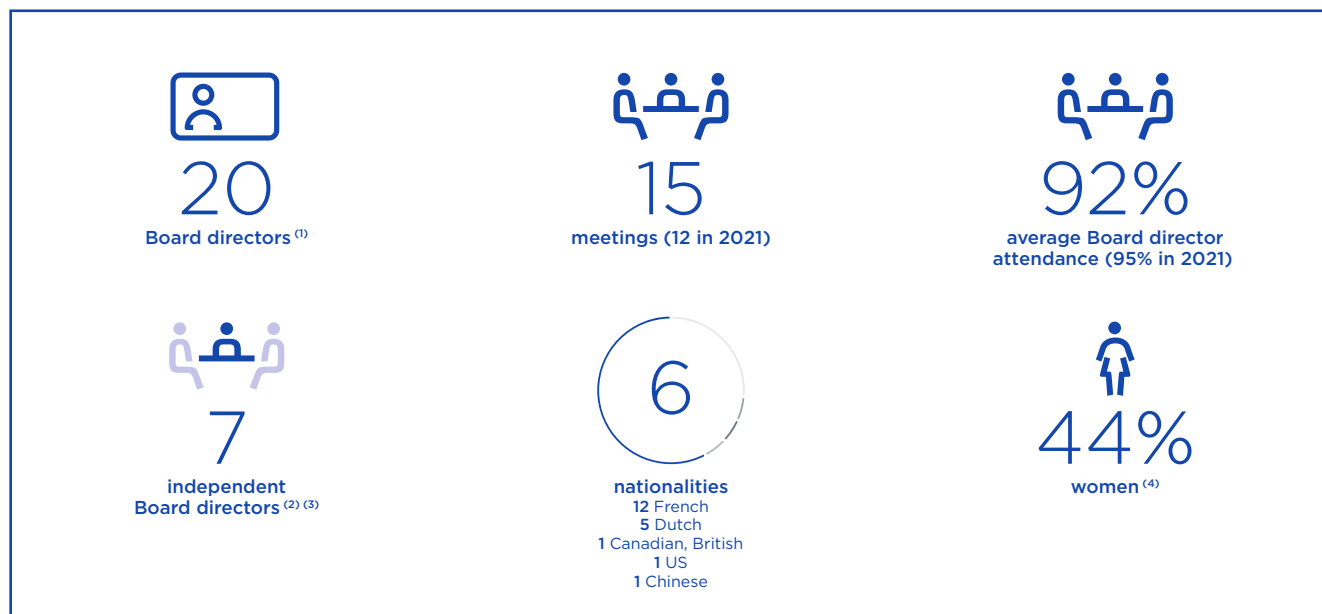 20
Board directors (1)
15
meetings (12 in 2021)
92%
average Board director
attendance (95% in 2021)
7
independent
Board directors (2) (3)
6
nationalities
12 French
5 Dutch
1 Canadian, British
1 US
1 Chinese
44%
women (4)